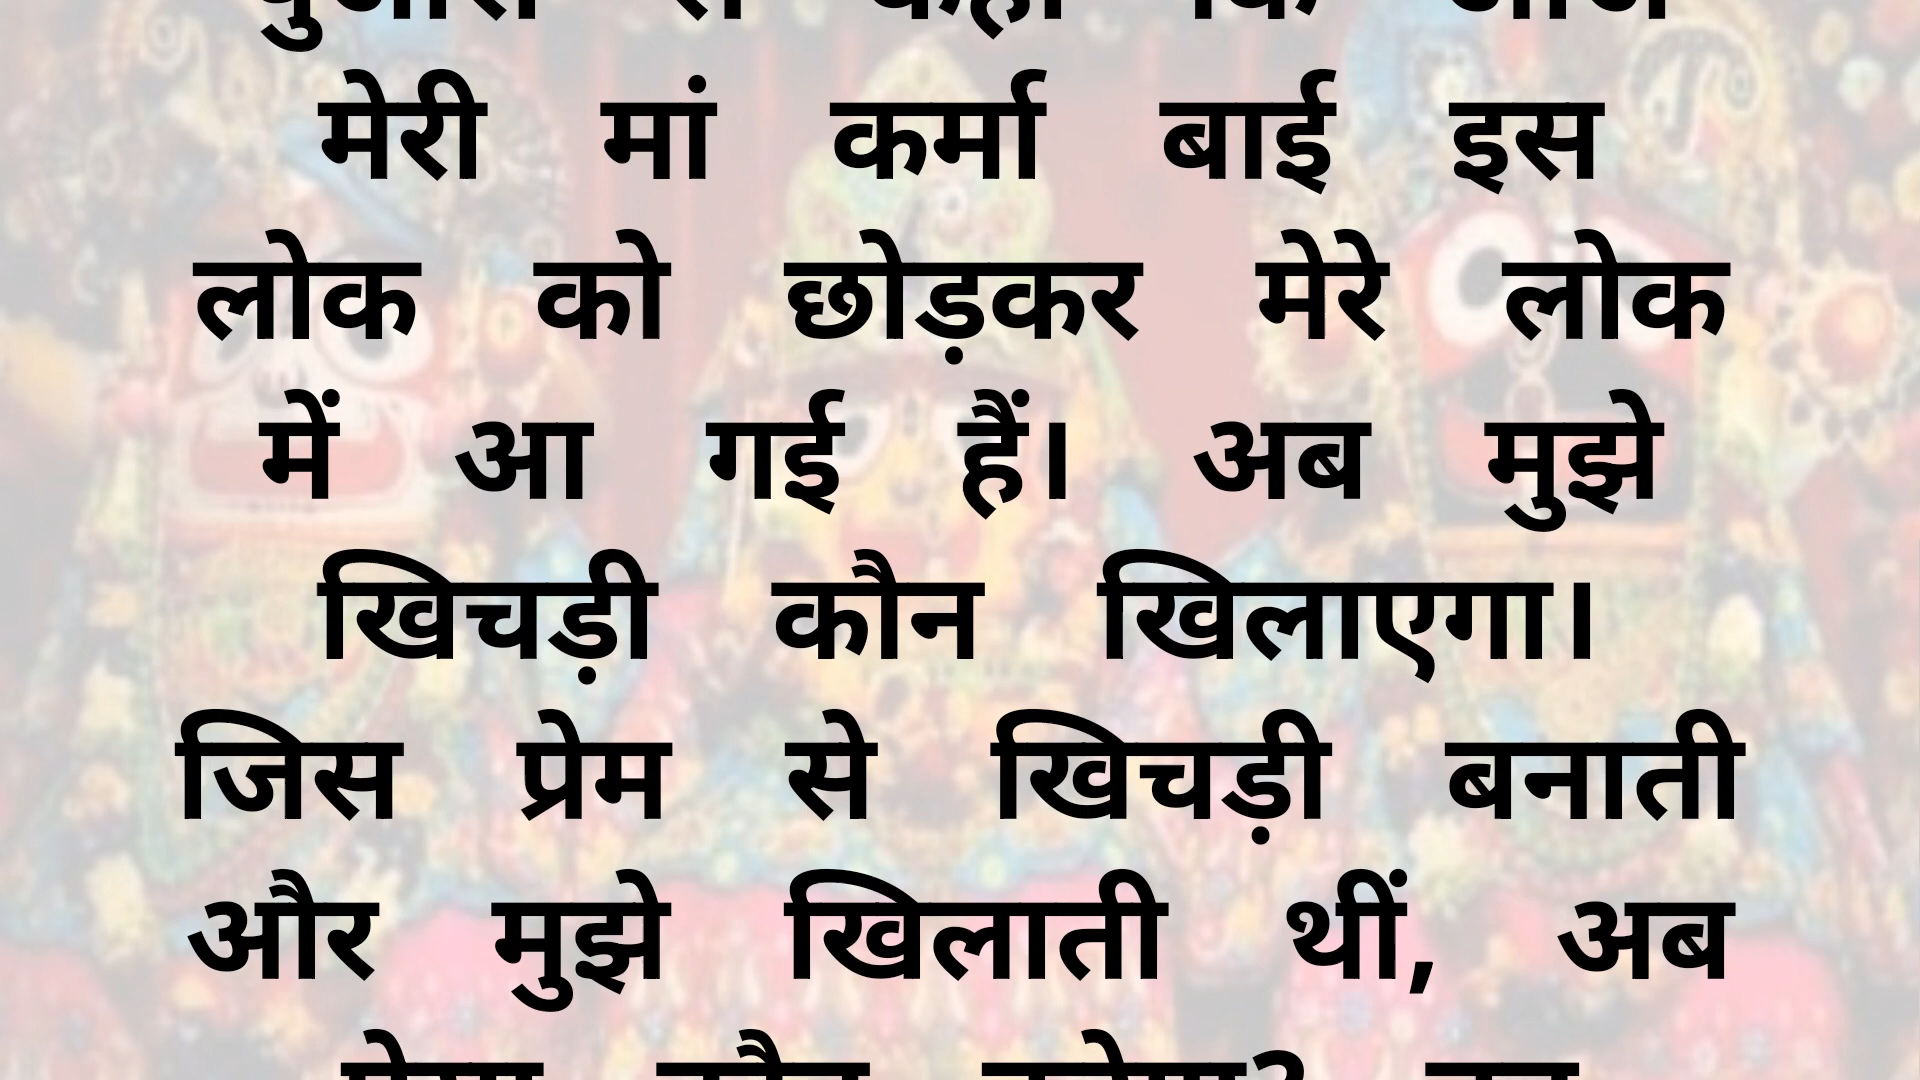 मेरी मां कर्मा बाई इस
लोक को छोड़कर मेरे लोक
में आ गई हैं। अब मुझे
खिचड़ी कौन खिलाएगा।
जिस प्रेम से खिचड़ी बनाती
और मुझे खिलाती थीं, अब